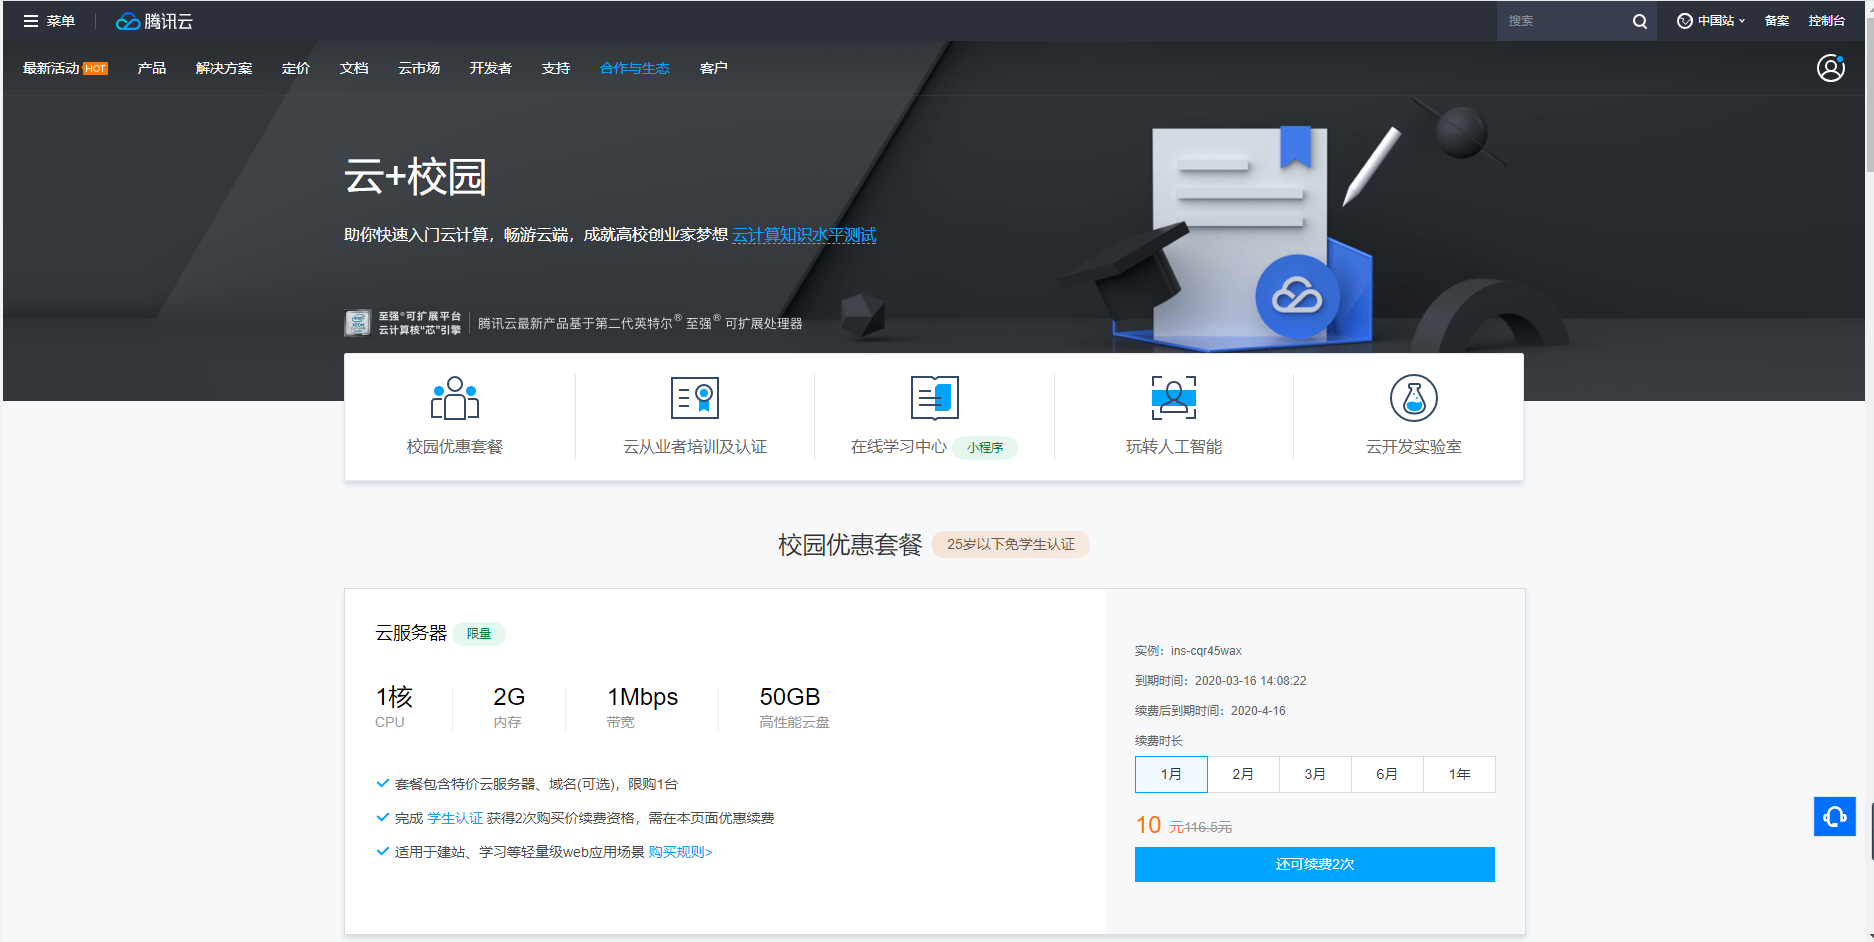 菜单
腾讯云
搜索
中国站
备案
控制台
最新活动 HOT
产品
解决方案
定价
文档
云市场
开发者
支持
合作与生态
客户
云+校园
助你快速入门云计算，畅游云端，成就高校创业家梦想 云计算知识水平测试
至强®可扩展平台
云计算核“芯”引擎
腾讯云最新产品基于第二代英特尔® 至强® 可扩展处理器
校园优惠套餐
云从业者培训及认证
在线学习中心 小程序
玩转人工智能
云开发实验室
校园优惠套餐 25岁以下免学生认证
云服务器 限量
1核
CPU
2G
内存
1Mbps
带宽
50GB
高性能云盘
套餐包含特价云服务器、域名(可选)，限购1台
完成 学生认证 获得2次购买价续费资格，需在本页面优惠续费
适用于建站、学习等轻量级web应用场景 购买规则>
实例：ins-cqr45wax
到期时间：2020-03-16 14:08:22
续费后到期时间：2020-4-16
续费时长
1月
2月
3月
6月
1年
10 元116.5元
还可续费2次